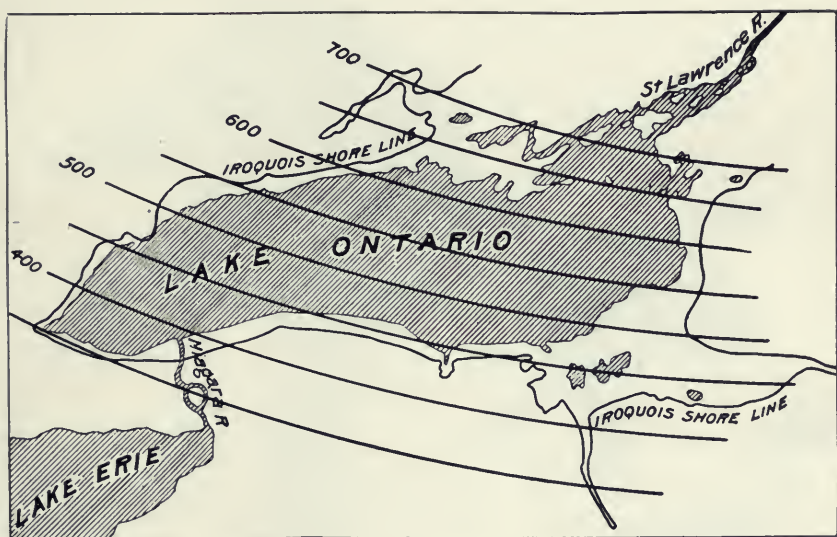 700
St Lawrence R.
600
IROQUOIS SHORE LINE
500
LAKE ONTARIO
400
Niagara R
IROQUOIS SHORE LINE
LAKE ERIE